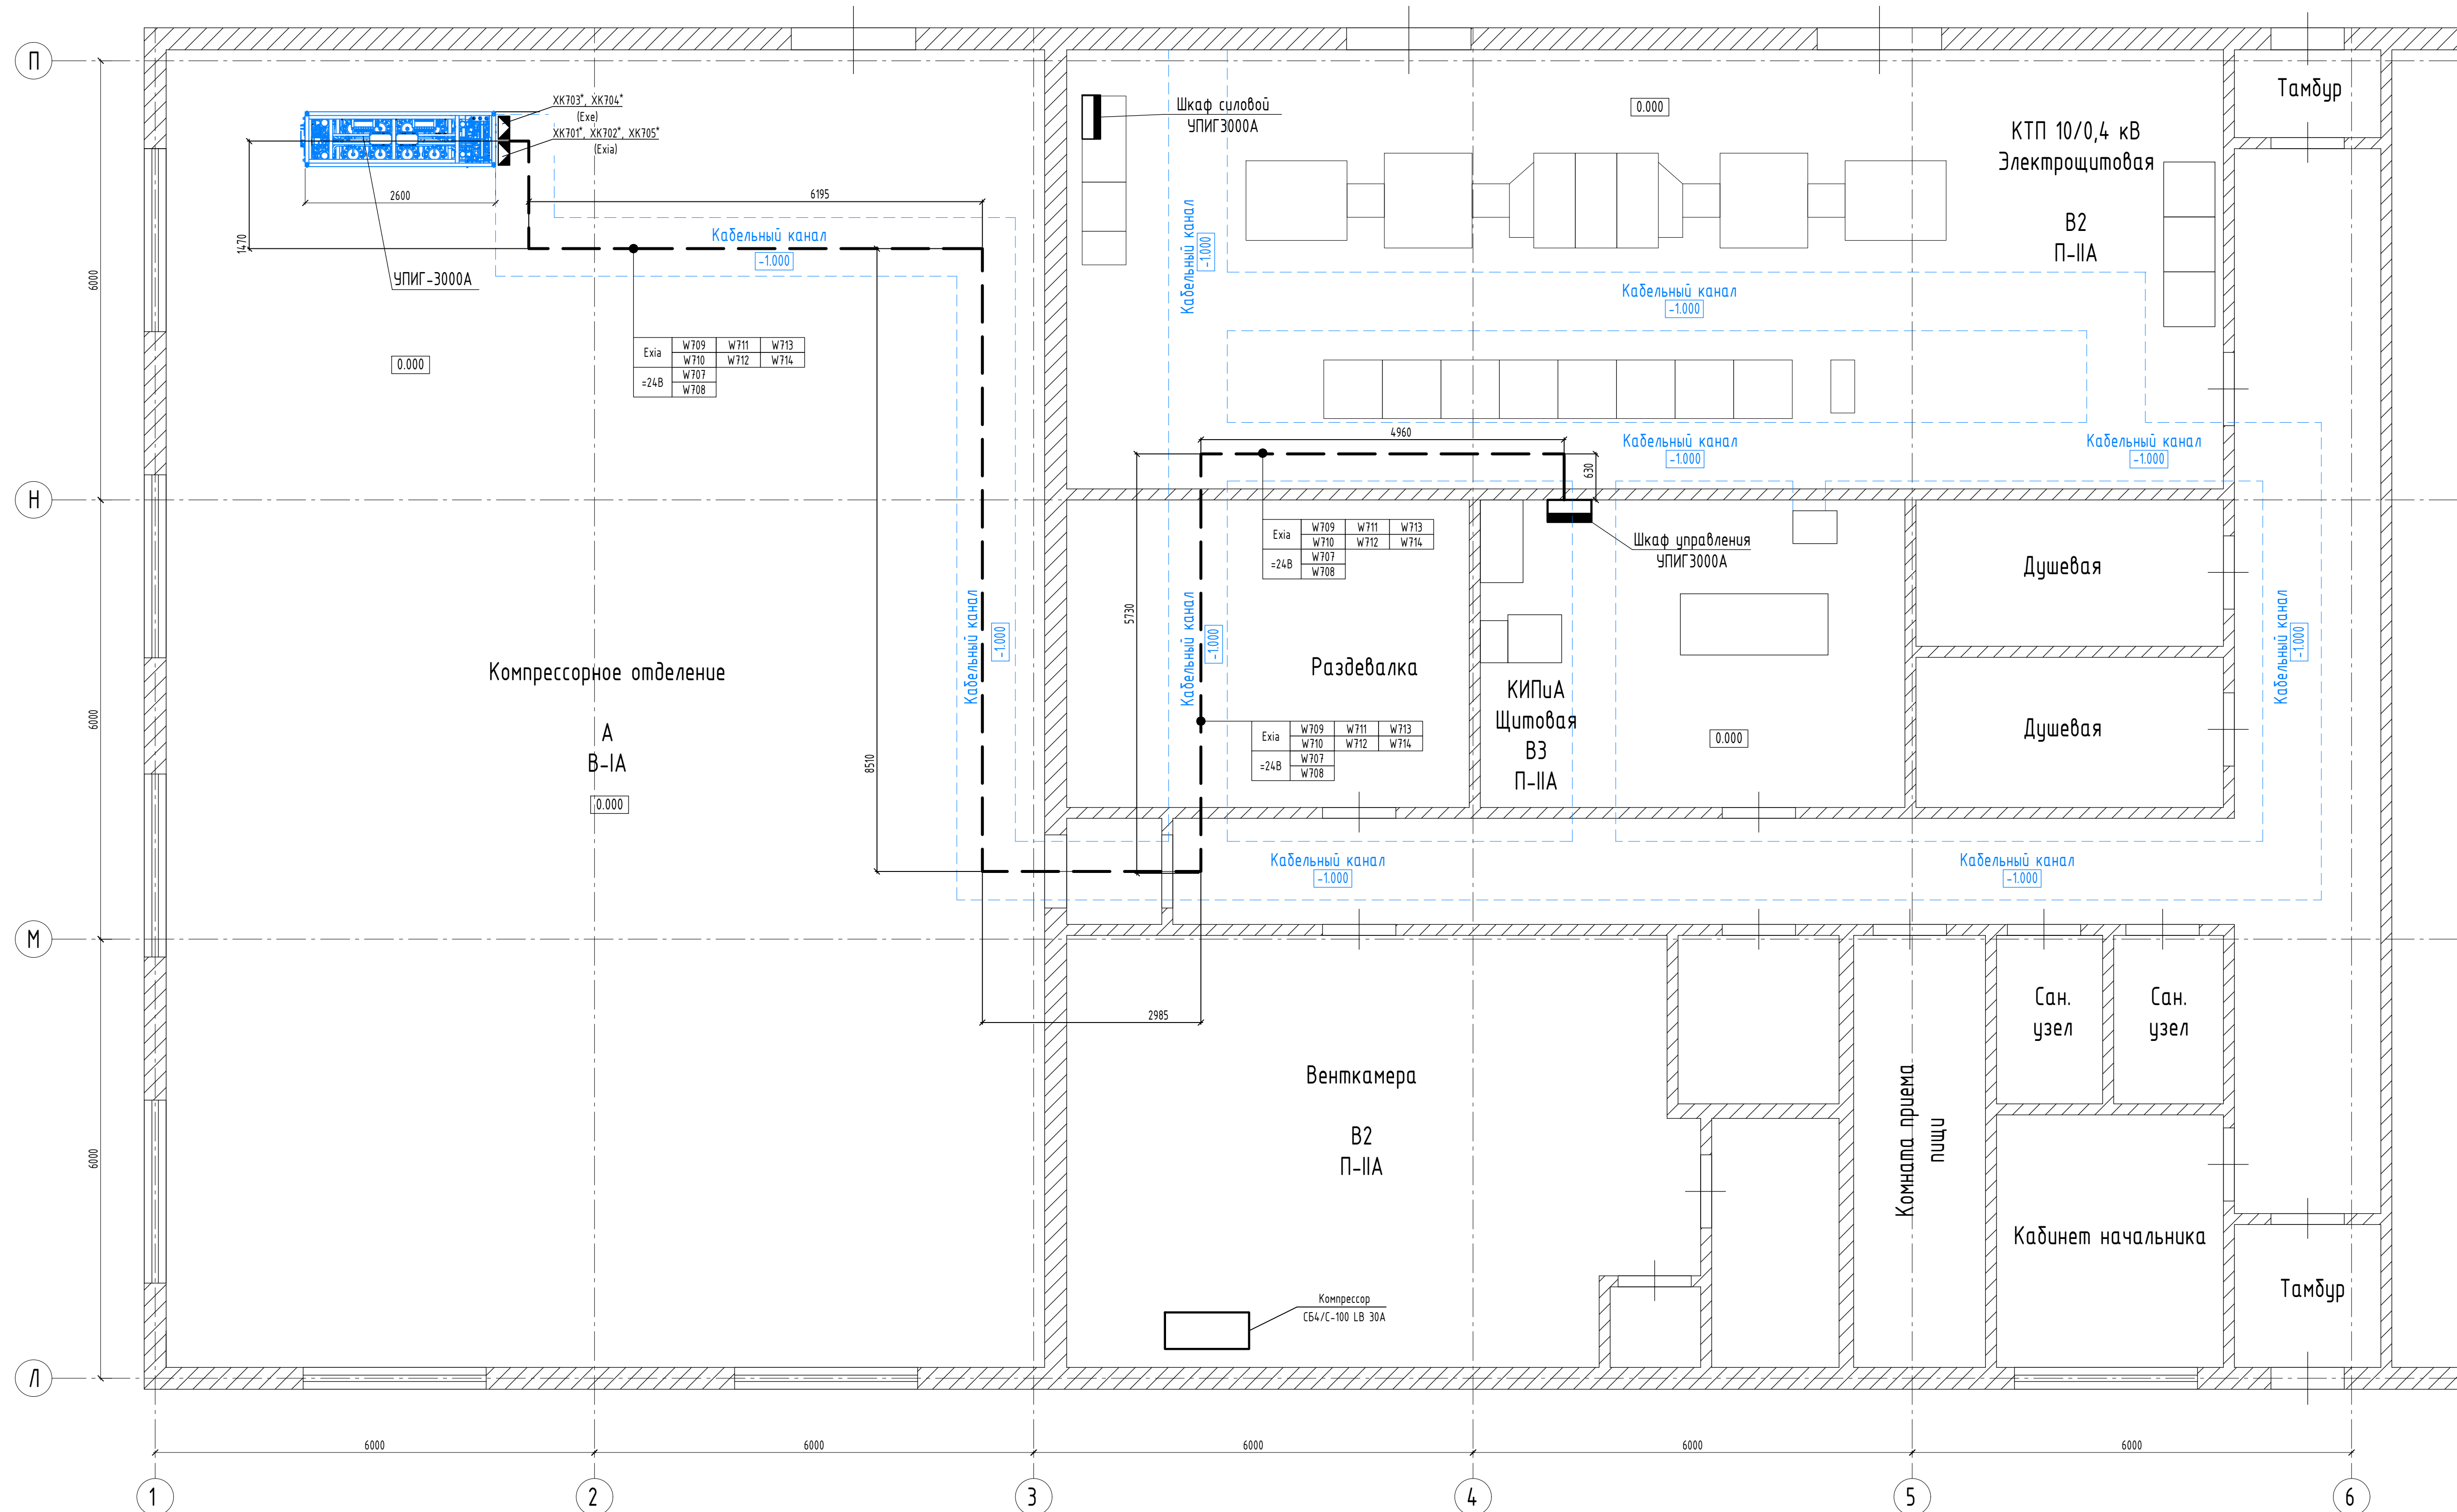 П
Тамбур
ХК703*, ХК704*
(Exe)
ХК701*, ХК702*, ХК705*
(Exia)
Шкаф силовой
УПИГ3000А
0.000
КТП 10/0,4 кВ
Электрощитовая
В2
П-IIА
2600
6195
1470
6000
Кабельный канал
-1.000
УПИГ-3000А
Кабельный канал
-1.000
Кабельный канал
-1.000
Exia W709 W711 W713
W710 W712 W714
=24В W707
W708
0.000
4960
630
Кабельный канал
-1.000
Кабельный канал
-1.000
Н
Exia W709 W711 W713
W710 W712 W714
=24В W707
W708
Шкаф управления
УПИГ3000А
Душевая
5730
Кабельный канал
-1.000
Кабельный канал
-1.000
Кабельный канал
-1.000
Компрессорное отделение
А
В-IА
0.000
Раздевалка
КИПиА
Щитовая
В3
П-IIА
0.000
Душевая
6000
8510
Exia W709 W711 W713
W710 W712 W714
=24В W707
W708
Кабельный канал
-1.000
Кабельный канал
-1.000
М
2985
Сан.
узел
Сан.
узел
Венткамера
В2
П-IIА
6000
Комната приема
пищи
Кабинет начальника
Тамбур
Компрессор
СБ4/С-100 LB 30А
Л
6000
6000
6000
6000
6000
1
2
3
4
5
6